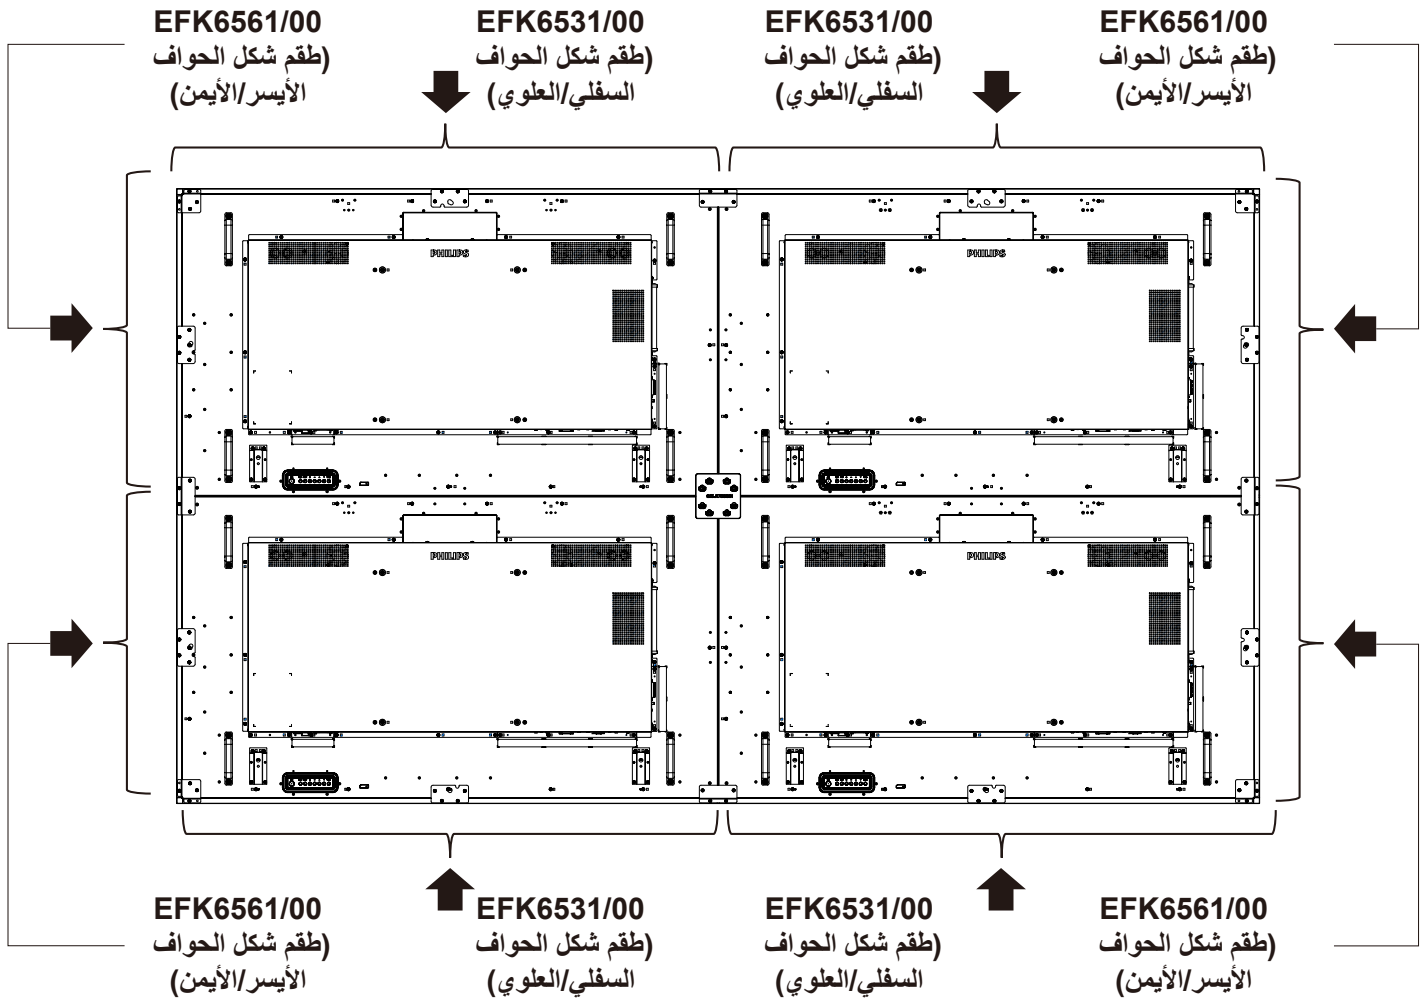 EFK6561/00
(طقم شكل الحواف
الأيسر/الأيمن)
EFK6531/00
(طقم شكل الحواف
السفلي/العلوي)
EFK6531/00
(طقم شكل الحواف
السفلي/العلوي)
EFK6561/00
(طقم شكل الحواف
الأيسر/الأيمن)
PHILIPS
PHILIPS
PHILIPS
PHILIPS
EFK6561/00
(طقم شكل الحواف
الأيسر/الأيمن)
EFK6531/00
(طقم شكل الحواف
السفلي/العلوي)
EFK6531/00
(طقم شكل الحواف
السفلي/العلوي)
EFK6561/00
(طقم شكل الحواف
الأيسر/الأيمن)